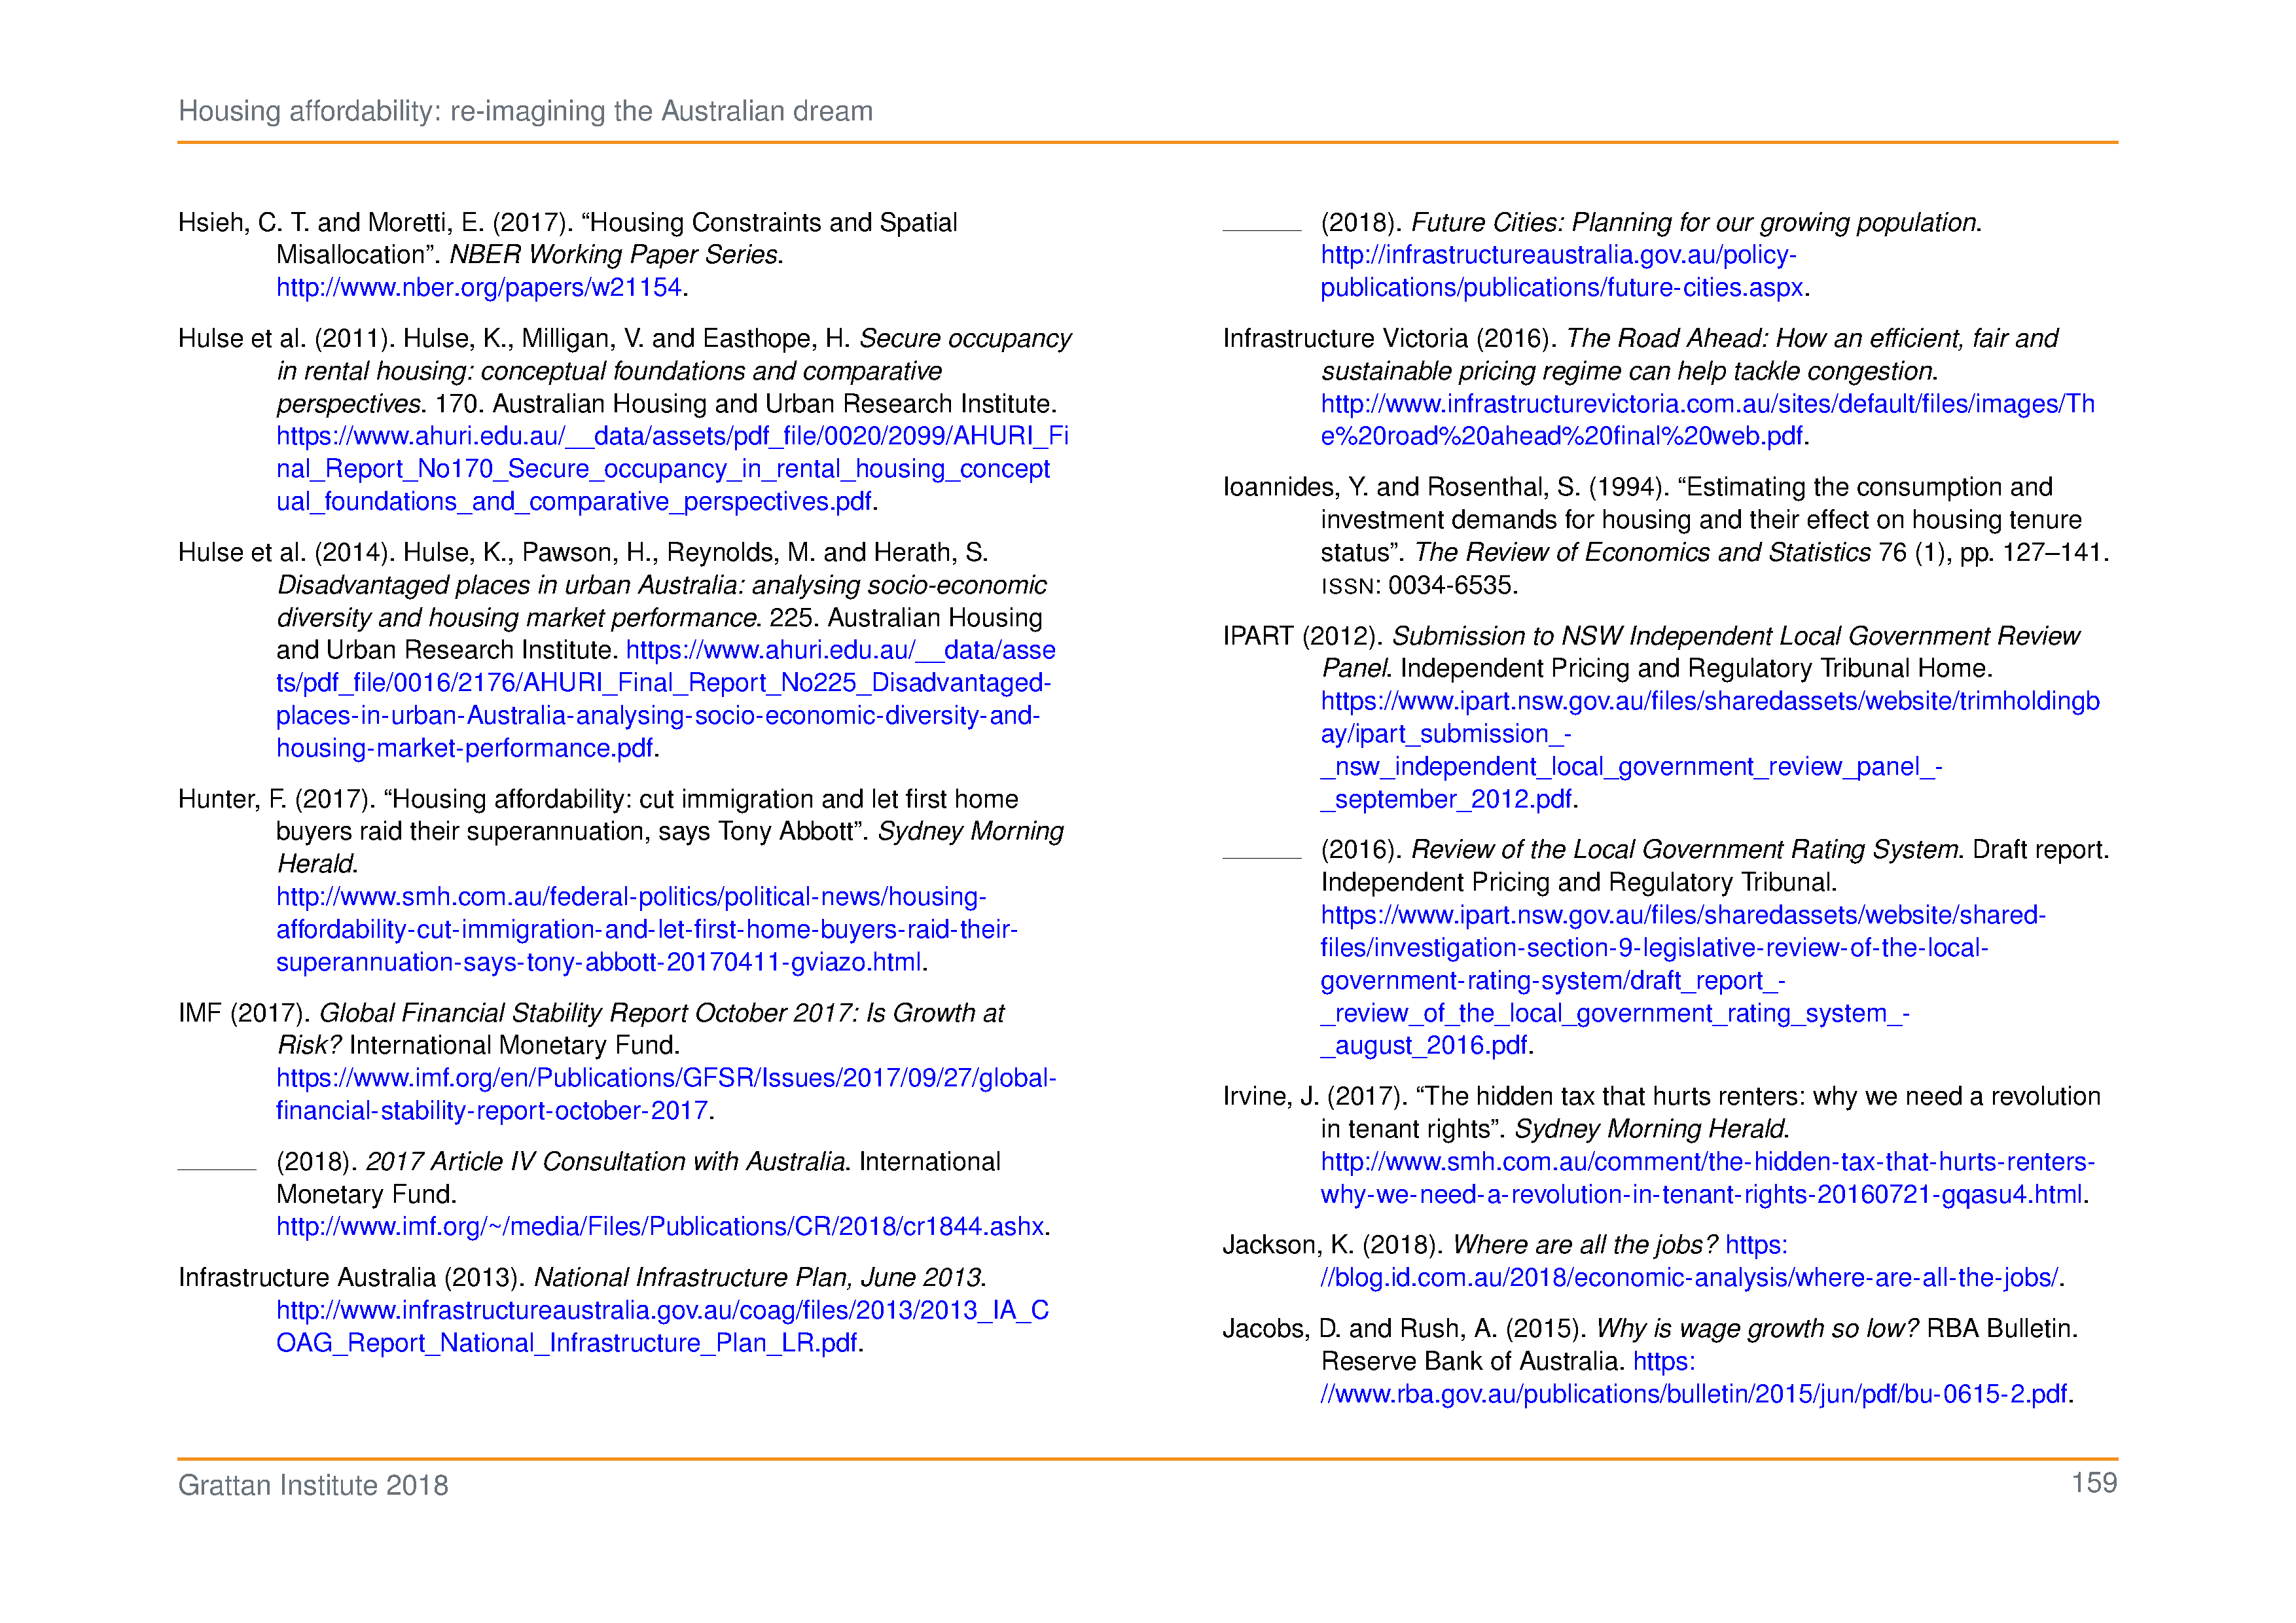 Housing affordability: re-imagining the Australian dream
Hsieh, C. T. and Moretti, E. (2017). “Housing Constraints and Spatial
Misallocation”. NBER Working Paper Series.
http://www.nber.org/papers/w21154.
Hulse et al. (2011). Hulse, K., Milligan, V. and Easthope, H. Secure occupancy
in rental housing: conceptual foundations and comparative
perspectives. 170. Australian Housing and Urban Research Institute.
https://www.ahuri.edu.au/__data/assets/pdf_file/0020/2099/AHURI_Fi
nal_Report_No170_Secure_occupancy_in_rental_housing_concept
ual_foundations_and_comparative_perspectives.pdf.
Hulse et al. (2014). Hulse, K., Pawson, H., Reynolds, M. and Herath, S.
Disadvantaged places in urban Australia: analysing socio-economic
diversity and housing market performance. 225. Australian Housing
and Urban Research Institute. https://www.ahuri.edu.au/__data/asse
ts/pdf_file/0016/2176/AHURI_Final_Report_No225_Disadvantaged-
places-in-urban-Australia-analysing-socio-economic-diversity-and-
housing-market-performance.pdf.
Hunter, F. (2017). “Housing affordability: cut immigration and let first home
buyers raid their superannuation, says Tony Abbott”. Sydney Morning
Herald.
http://www.smh.com.au/federal-politics/political-news/housing-
affordability-cut-immigration-and-let-first-home-buyers-raid-their-
superannuation-says-tony-abbott-20170411-gviazo.html.
IMF (2017). Global Financial Stability Report October 2017: Is Growth at
Risk? International Monetary Fund.
https://www.imf.org/en/Publications/GFSR/Issues/2017/09/27/global-
financial-stability-report-october-2017.
(2018). 2017 Article IV Consultation with Australia. International
Monetary Fund.
http://www.imf.org/~/media/Files/Publications/CR/2018/cr1844.ashx.
Infrastructure Australia (2013). National Infrastructure Plan, June 2013.
http://www.infrastructureaustralia.gov.au/coag/files/2013/2013_IA_C
OAG_Report_National_Infrastructure_Plan_LR.pdf.
(2018). Future Cities: Planning for our growing population.
http://infrastructureaustralia.gov.au/policy-
publications/publications/future-cities.aspx.
Infrastructure Victoria (2016). The Road Ahead: How an efficient, fair and
sustainable pricing regime can help tackle congestion.
http://www.infrastructurevictoria.com.au/sites/default/files/images/Th
e%20road%20ahead%20final%20web.pdf.
Ioannides, Y. and Rosenthal, S. (1994). “Estimating the consumption and
investment demands for housing and their effect on housing tenure
status”. The Review of Economics and Statistics 76 (1), pp. 127–141.
ISSN: 0034-6535.
IPART (2012). Submission to NSW Independent Local Government Review
Panel. Independent Pricing and Regulatory Tribunal Home.
https://www.ipart.nsw.gov.au/files/sharedassets/website/trimholdingb
ay/ipart_submission_-
_nsw_independent_local_government_review_panel_-
_september_2012.pdf.
(2016). Review of the Local Government Rating System. Draft report.
Independent Pricing and Regulatory Tribunal.
https://www.ipart.nsw.gov.au/files/sharedassets/website/shared-
files/investigation-section-9-legislative-review-of-the-local-
government-rating-system/draft_report_-
_review_of_the_local_government_rating_system_-
_august_2016.pdf.
Irvine, J. (2017). “The hidden tax that hurts renters: why we need a revolution
in tenant rights”. Sydney Morning Herald.
http://www.smh.com.au/comment/the-hidden-tax-that-hurts-renters-
why-we-need-a-revolution-in-tenant-rights-20160721-gqasu4.html.
Jackson, K. (2018). Where are all the jobs? https:
//blog.id.com.au/2018/economic-analysis/where-are-all-the-jobs/.
Jacobs, D. and Rush, A. (2015). Why is wage growth so low? RBA Bulletin.
Reserve Bank of Australia. https:
//www.rba.gov.au/publications/bulletin/2015/jun/pdf/bu-0615-2.pdf.
Grattan Institute 2018
159